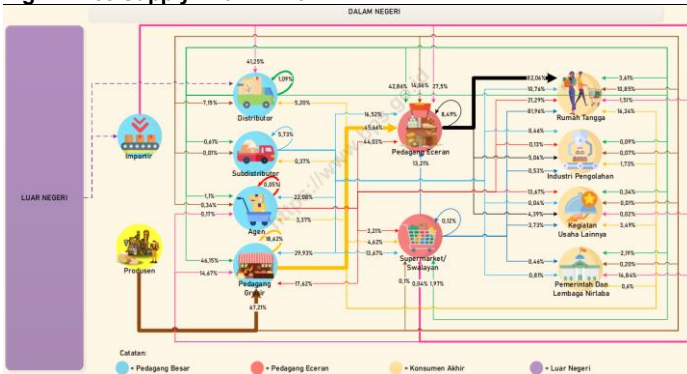 DALAM NEGERI
LUAR NEGERI
41,25%
1,09%
7,15%
Distributor
5,20%
Importir
0,61%
0,01%
5,73%
Subdistributor
0,37%
1,1%
0,34%
0,17%
0,05%
22,08%
Agen
3,37%
18,62%
46,15%
14,67%
29,93%
Pedagang
Grosir
17,62%
Produsen
67,21%
42,86%
14,06%
27,5%
16,52%
45,66%
44,03%
8,49%
Pedagang Eceran
13,21%
0,12%
3,21%
4,62%
13,67%
Supermarket/
Swalayan
0,1%
0,04%
1,97%
82,06%
10,76%
21,29%
81,96%
3,61%
10,85%
1,51%
16,34%
Rumah Tangga
0,46%
0,13%
5,06%
0,53%
0,09%
0,07%
1,73%
Industri Pengolahan
13,67%
0,04%
4,39%
3,73%
0,34%
0,01%
0,02%
3,49%
Kegiatan
Usaha Lainnya
0,46%
0,81%
2,19%
0,20%
16,84%
0,6%
Pemerintah Dan
Lembaga Nirlaba
Catatan:
= Pedagang Besar
= Pedagang Eceran
= Konsumen Akhir
= Luar Negeri